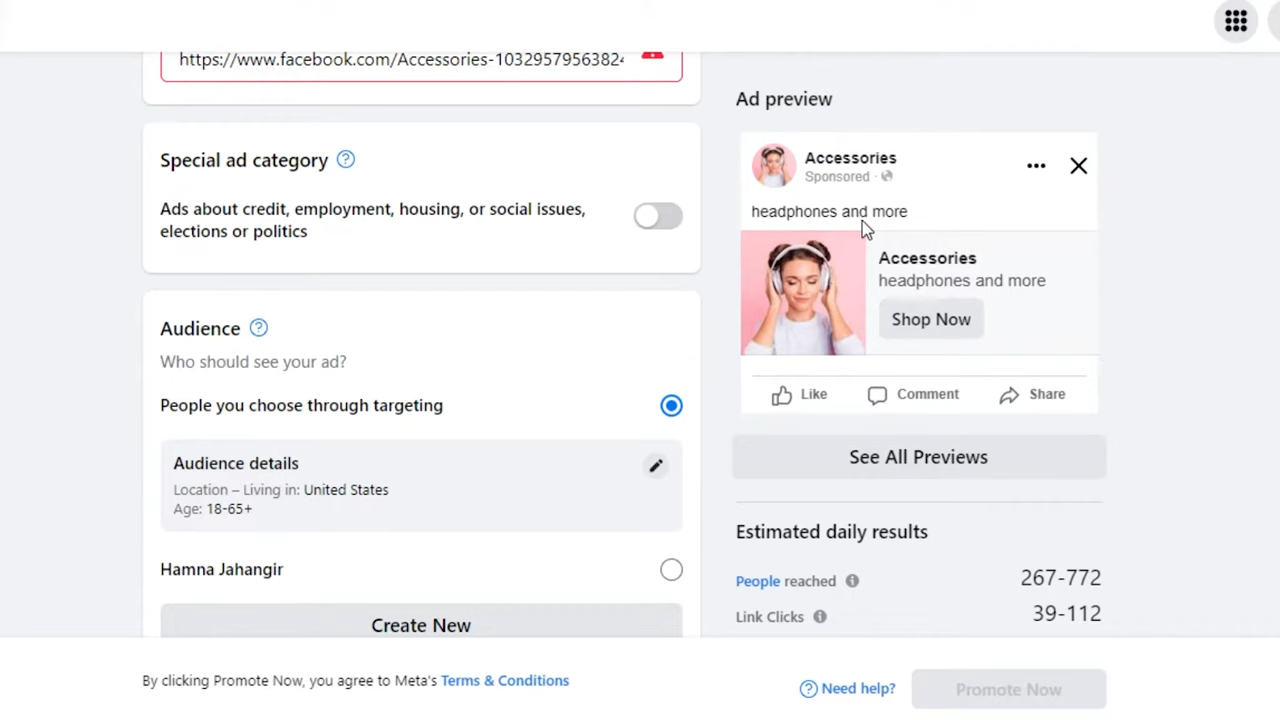 https://www.facebook.com/Accessories-1032957956382
Special ad category
Ads about credit, employment, housing, or social issues,
elections or politics
Audience
Who should see your ad?
People you choose through targeting
Audience details
Location – Living in: United States
Age: 18-65+
Hamna Jahangir
Create New
Ad preview
Accessories
Sponsored ·
headphones and more
Accessories
headphones and more
Shop Now
Like Comment Share
See All Previews
Estimated daily results
People reached 267-772
Link Clicks 39-112
By clicking Promote Now, you agree to Meta's Terms & Conditions
Need help?
Promote Now